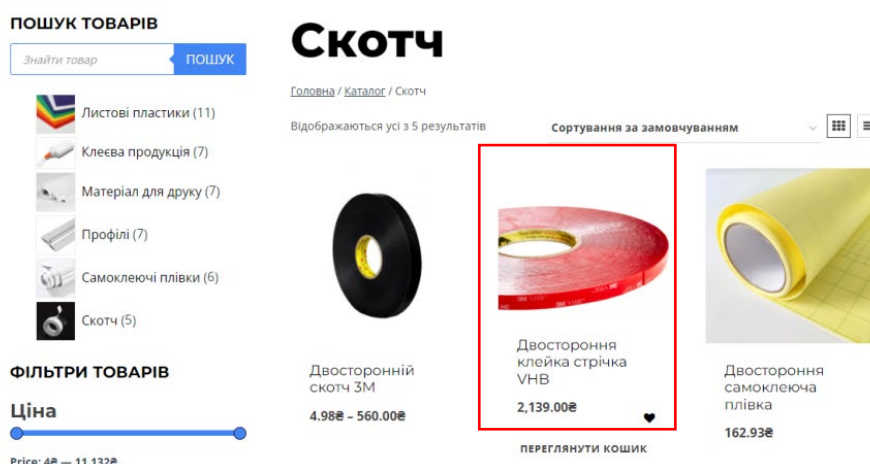 ПОШУК ТОВАРІВ
Знайти товар
ПОШУК
Листові пластики (11)
Клеєва продукція (7)
Матеріал для друку (7)
Профілі (7)
Самоклеючі плівки (6)
Скотч (5)
ФІЛЬТРИ ТОВАРІВ
Ціна
Price: 4₴ — 11,132₴
Скотч
Головна / Каталог / Скотч
Відображаються усі з 5 результатів
Сортування за замовчуванням
Двосторонній
скотч 3М
4.98₴ – 560.00₴
Двостороння
клейка стрічка
VHB
2,139.00₴
ПЕРЕГЛЯНУТИ КОШИК
Двостороння
самоклеюча
плівка
162.93₴